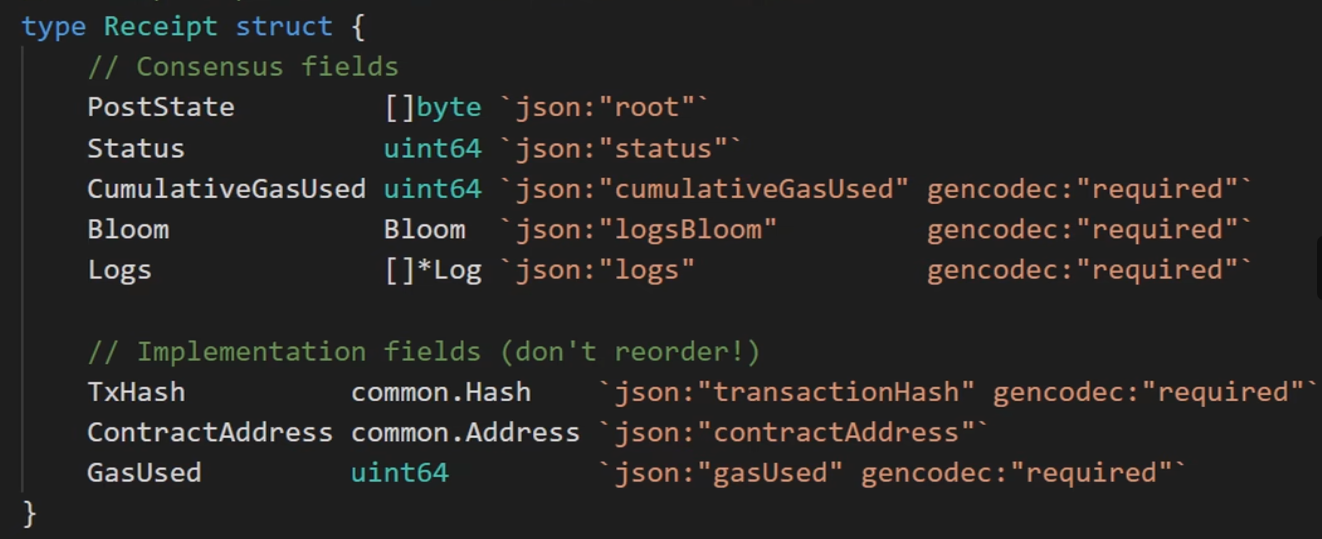 type Receipt struct {
    // Consensus fields
    PostState         []byte `json:"root"`
    Status            uint64 `json:"status"`
    CumulativeGasUsed uint64 `json:"cumulativeGasUsed" gencodec:"required"`
    Bloom             Bloom  `json:"logsBloom"         gencodec:"required"`
    Logs              []*Log `json:"logs"              gencodec:"required"`

    // Implementation fields (don't reorder!)
    TxHash          common.Hash    `json:"transactionHash" gencodec:"required"`
    ContractAddress common.Address `json:"contractAddress"`
    GasUsed         uint64         `json:"gasUsed" gencodec:"required"`
}